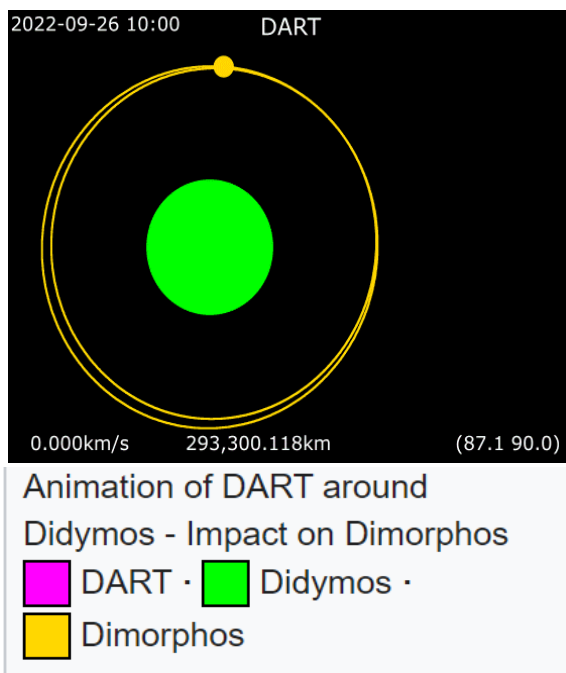 2022-09-26 10:00 DART
0.000km/s 293,300.118km (87.1 90.0)
Animation of DART around
Didymos - Impact on Dimorphos
DART · Didymos ·
Dimorphos